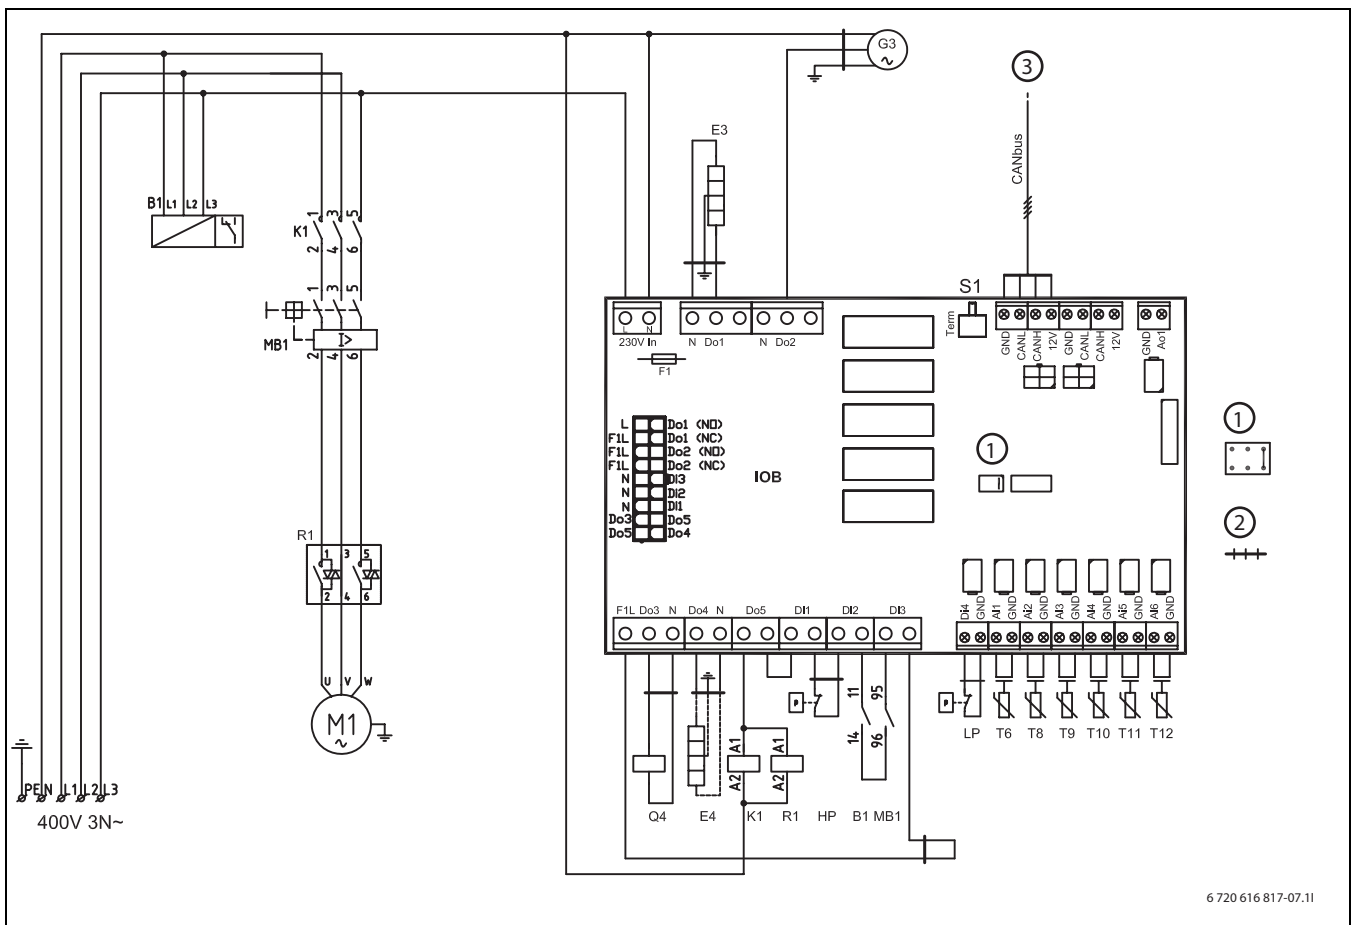 G3
3
CANbus
E3
B1 L1 L2 L3
K1
1 3 5
2 4 6
MB1
1 3 5
I>
2 4 6
R1
1 3 5
2 4 6
U V W
M1
PE N L1 L2 L3
400V 3N~
S1
Term
L N
230V In
F1
N Do1
N Do2
GND CANL CANH 12V GND CANL CANH 12V
GND Ao1
L Do1 (NO)
F1L Do1 (NC)
F1L Do2 (NO)
F1L Do2 (NC)
N DI3
N DI2
N DI1
Do3 Do5
Do5 Do4
IOB
1
1
2
F1L Do3 N Do4 N Do5 DI1 DI2 DI3
Di4 GND AI1 GND AI2 GND AI3 GND AI4 GND AI5 GND AI6 GND
P
11 95
14 96
A1 A1
A2 A2
P
LP T6 T8 T9 T10 T11 T12
Q4 E4 K1 R1 HP B1 MB1
6 720 616 817-07.1I